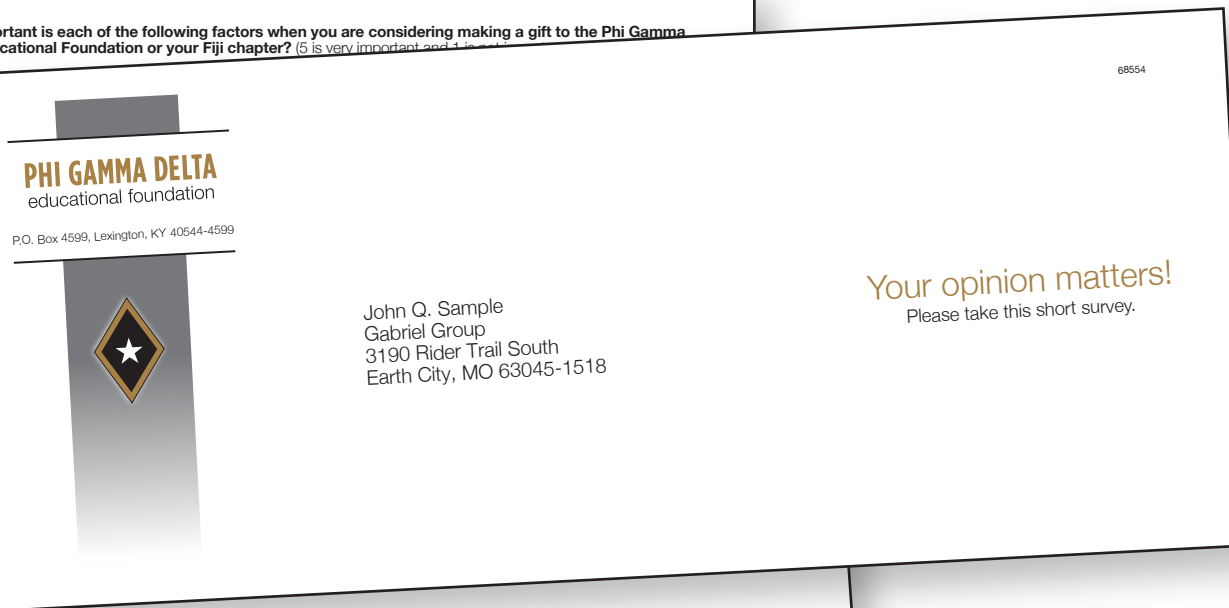 ortant is each of the following factors when you are considering making a gift to the Phi Gamma
cational Foundation or your Fiji chapter? (5 is very important and 1 is not
68554
PHI GAMMA DELTA
educational foundation
P.O. Box 4599, Lexington, KY 40544-4599
John Q. Sample
Gabriel Group
3190 Rider Trail South
Earth City, MO 63045-1518
Your opinion matters!
Please take this short survey.